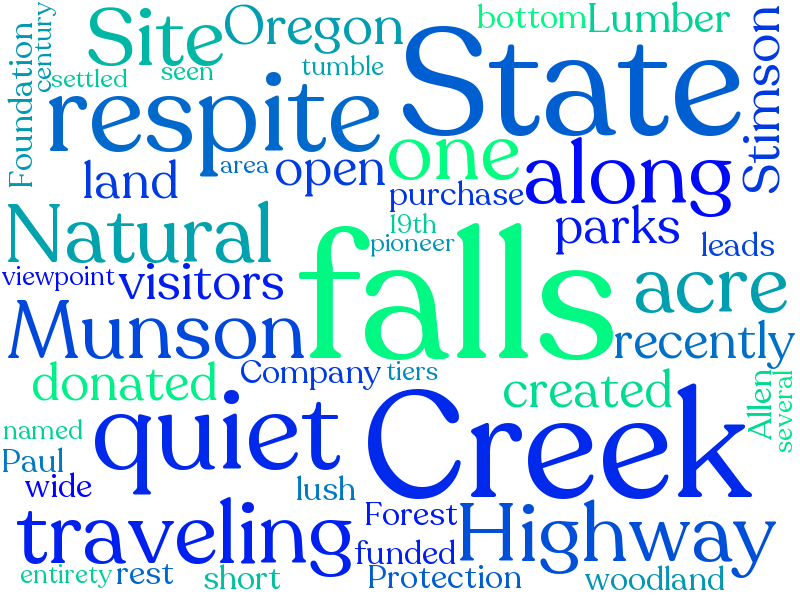 Foundation
century
Site
Oregon
bottom
Lumber
State
Stimson
settled
seen
tumble
respite
area
open
one
land
along
purchase
Natural
19th
pioneer
parks
leads
viewpoint
visitors
falls
acre
Munson
recently
Company
tiers
donated
created
Allen
several
named
quiet
Creek
Paul
wide
lush
traveling
Forest
Highway
funded
entirety
rest
short
Protection
woodland